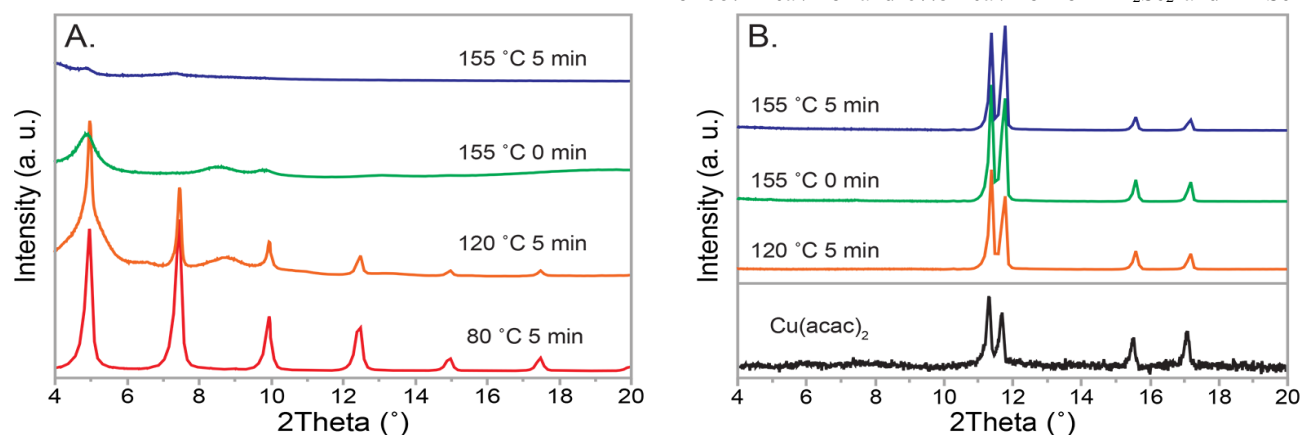 A.
155 ˚C 5 min
155 ˚C 0 min
120 ˚C 5 min
80 ˚C 5 min
Intensity (a. u.)
4 6 8 10 12 14 16 18 20
2Theta (˚)
B.
155 ˚C 5 min
155 ˚C 0 min
120 ˚C 5 min
Cu(acac)2
Intensity (a. u.)
4 6 8 10 12 14 16 18 20
2Theta (˚)